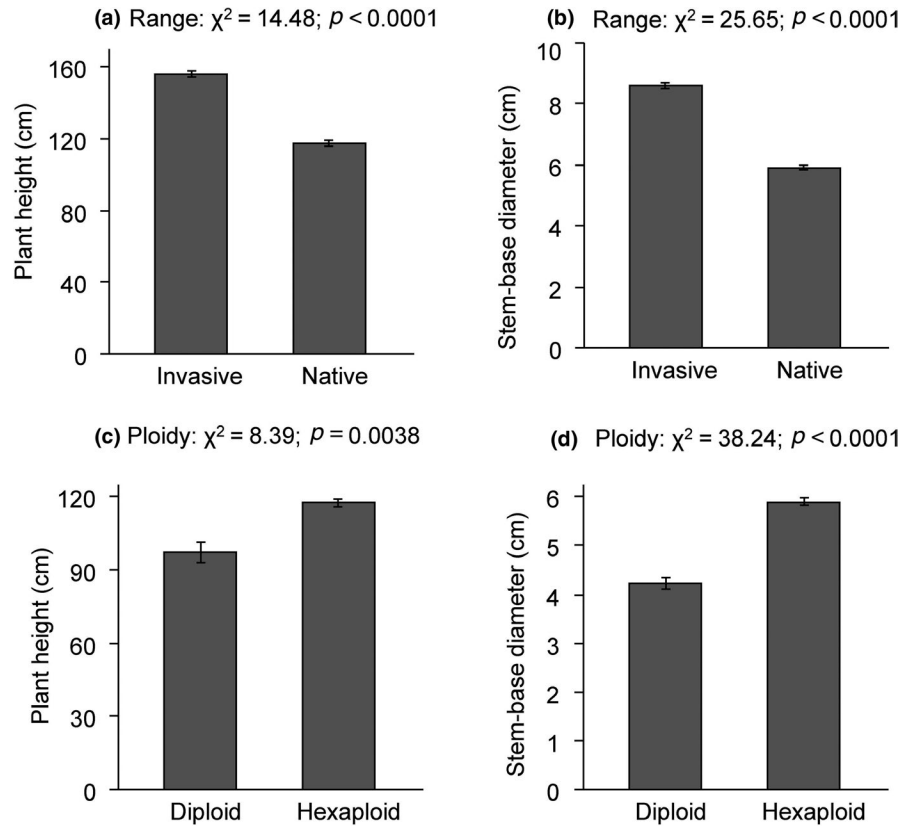 (a) Range: χ² = 14.48; p < 0.0001
Plant height (cm)
160
120
80
40
0
Invasive Native
(b) Range: χ² = 25.65; p < 0.0001
Stem-base diameter (cm)
10
8
6
4
2
0
Invasive Native
(c) Ploidy: χ² = 8.39; p = 0.0038
Plant height (cm)
120
90
60
30
0
Diploid Hexaploid
(d) Ploidy: χ² = 38.24; p < 0.0001
Stem-base diameter (cm)
6
5
4
3
2
1
0
Diploid Hexaploid